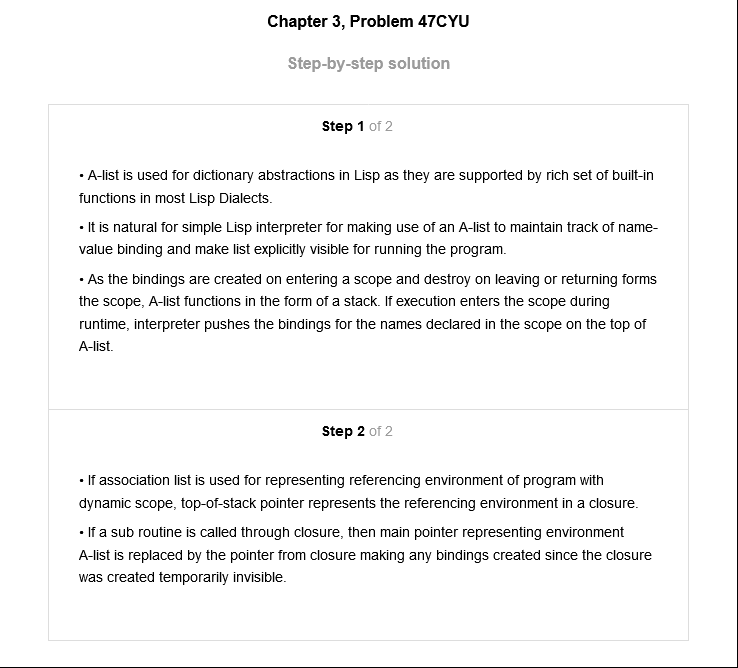 Chapter 3, Problem 47CYU
Step-by-step solution
Step 1 of 2
• A-list is used for dictionary abstractions in Lisp as they are supported by rich set of built-in
functions in most Lisp Dialects.
• It is natural for simple Lisp interpreter for making use of an A-list to maintain track of name-
value binding and make list explicitly visible for running the program.
• As the bindings are created on entering a scope and destroy on leaving or returning forms
the scope, A-list functions in the form of a stack. If execution enters the scope during
runtime, interpreter pushes the bindings for the names declared in the scope on the top of
A-list.
Step 2 of 2
• If association list is used for representing referencing environment of program with
dynamic scope, top-of-stack pointer represents the referencing environment in a closure.
• If a sub routine is called through closure, then main pointer representing environment
A-list is replaced by the pointer from closure making any bindings created since the closure
was created temporarily invisible.